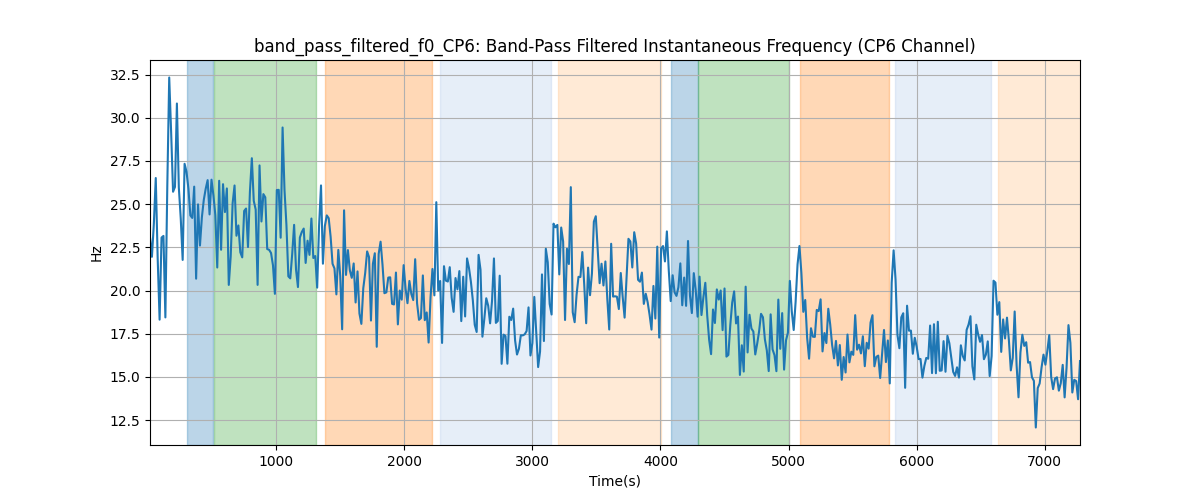 band_pass_filtered_f0_CP6: Band-Pass Filtered Instantaneous Frequency (CP6 Channel)
32.5
30.0
27.5
25.0
22.5
20.0
17.5
15.0
12.5
Hz
1000 2000 3000 4000 5000 6000 7000
Time(s)